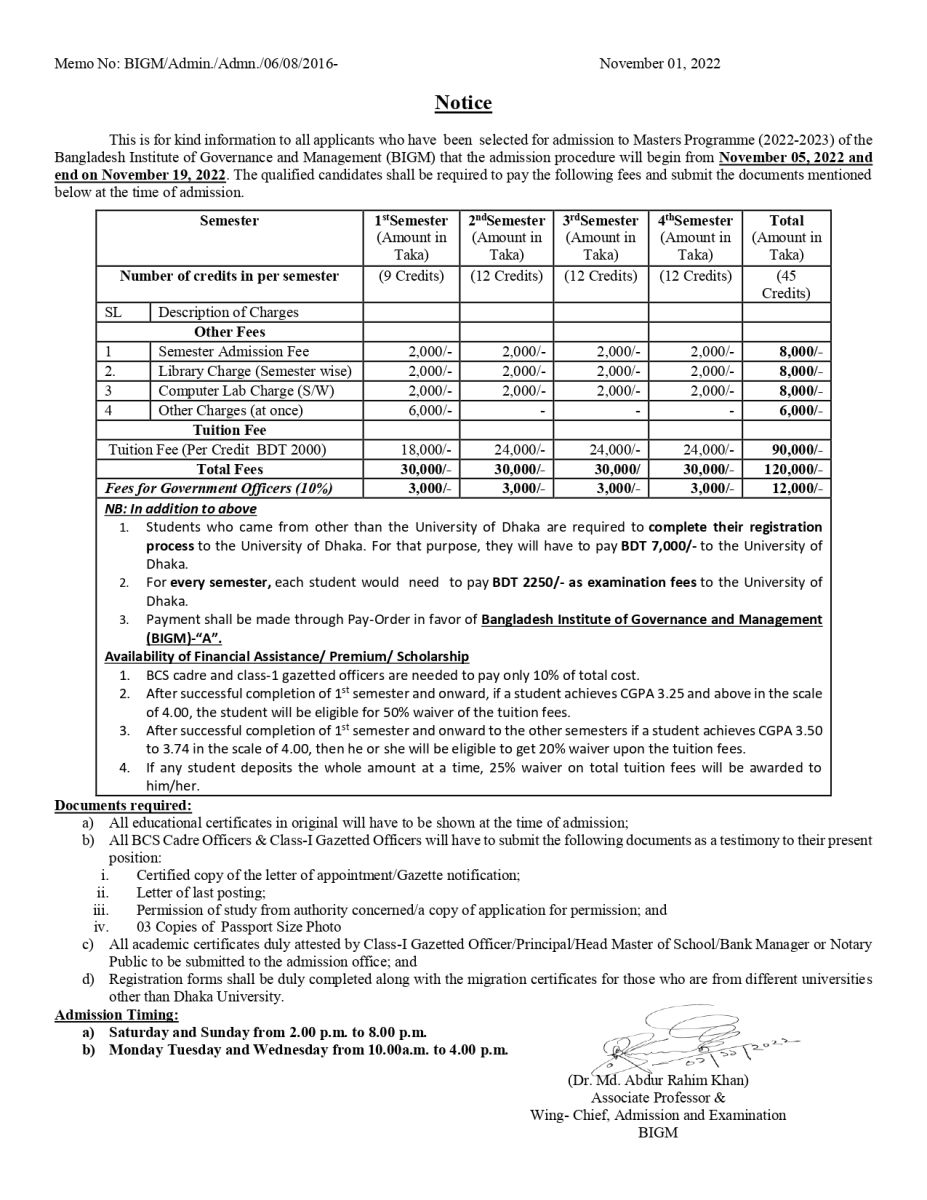 Memo No: BIGM/Admin./Admn./06/08/2016- November 01, 2022
Notice
This is for kind information to all applicants who have been selected for admission to Masters Programme (2022-2023) of the
Bangladesh Institute of Governance and Management (BIGM) that the admission procedure will begin from November 05, 2022 and
end on November 19, 2022. The qualified candidates shall be required to pay the following fees and submit the documents mentioned
below at the time of admission.
Semester 1stSemester (Amount in Taka) 2ndSemester (Amount in Taka) 3rdSemester (Amount in Taka) 4thSemester (Amount in Taka) Total (Amount in Taka)
Number of credits in per semester (9 Credits) (12 Credits) (12 Credits) (12 Credits) (45 Credits)
SL Description of Charges
Other Fees
1 Semester Admission Fee 2,000/- 2,000/- 2,000/- 2,000/- 8,000/-
2. Library Charge (Semester wise) 2,000/- 2,000/- 2,000/- 2,000/- 8,000/-
3 Computer Lab Charge (S/W) 2,000/- 2,000/- 2,000/- 2,000/- 8,000/-
4 Other Charges (at once) 6,000/- - - - 6,000/-
Tuition Fee
Tuition Fee (Per Credit BDT 2000) 18,000/- 24,000/- 24,000/- 24,000/- 90,000/-
Total Fees 30,000/- 30,000/- 30,000/ 30,000/- 120,000/-
Fees for Government Officers (10%) 3,000/- 3,000/- 3,000/- 3,000/- 12,000/-
NB: In addition to above
1. Students who came from other than the University of Dhaka are required to complete their registration
process to the University of Dhaka. For that purpose, they will have to pay BDT 7,000/- to the University of
Dhaka.
2. For every semester, each student would need to pay BDT 2250/- as examination fees to the University of
Dhaka.
3. Payment shall be made through Pay-Order in favor of Bangladesh Institute of Governance and Management
(BIGM)-“A”.
Availability of Financial Assistance/ Premium/ Scholarship
1. BCS cadre and class-1 gazetted officers are needed to pay only 10% of total cost.
2. After successful completion of 1st semester and onward, if a student achieves CGPA 3.25 and above in the scale
of 4.00, the student will be eligible for 50% waiver of the tuition fees.
3. After successful completion of 1st semester and onward to the other semesters if a student achieves CGPA 3.50
to 3.74 in the scale of 4.00, then he or she will be eligible to get 20% waiver upon the tuition fees.
4. If any student deposits the whole amount at a time, 25% waiver on total tuition fees will be awarded to
him/her.
Documents required:
a) All educational certificates in original will have to be shown at the time of admission;
b) All BCS Cadre Officers & Class-I Gazetted Officers will have to submit the following documents as a testimony to their present
position:
i. Certified copy of the letter of appointment/Gazette notification;
ii. Letter of last posting;
iii. Permission of study from authority concerned/a copy of application for permission; and
iv. 03 Copies of Passport Size Photo
c) All academic certificates duly attested by Class-I Gazetted Officer/Principal/Head Master of School/Bank Manager or Notary
Public to be submitted to the admission office; and
d) Registration forms shall be duly completed along with the migration certificates for those who are from different universities
other than Dhaka University.
Admission Timing:
a) Saturday and Sunday from 2.00 p.m. to 8.00 p.m.
b) Monday Tuesday and Wednesday from 10.00a.m. to 4.00 p.m.
2022
(Dr. Md. Abdur Rahim Khan)
Associate Professor &
Wing- Chief, Admission and Examination
BIGM